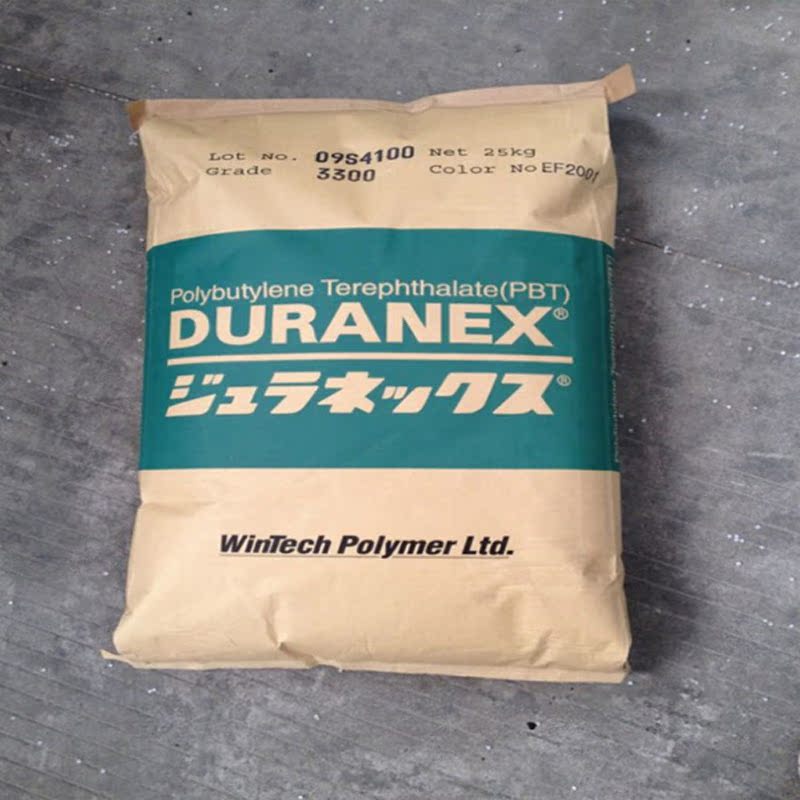 Lot No. 09S4100 Net 25kg
Grade 3300 Color No EF2001
Polybutylene Terephthalate(PBT)
DURANEX®
ジュラネックス®
WinTech Polymer Ltd.